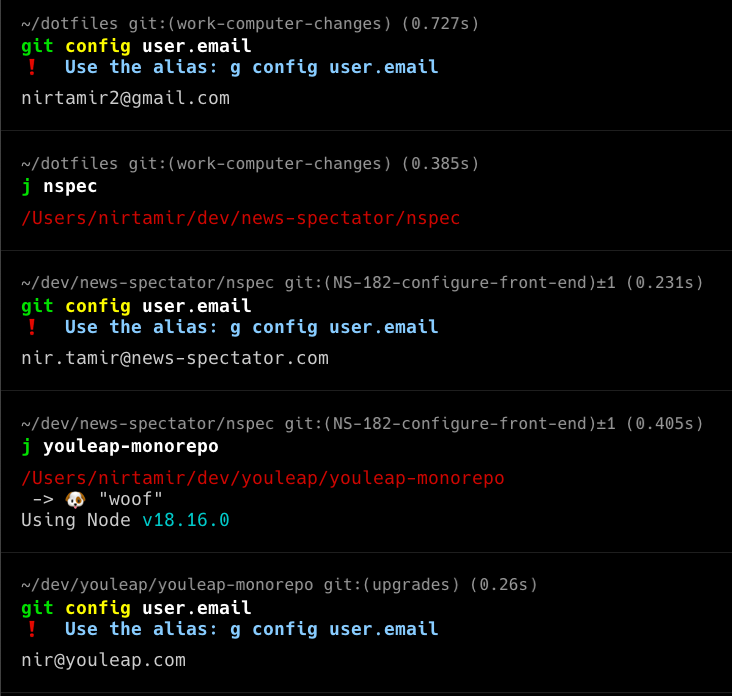 ~/dotfiles git:(work-computer-changes) (0.727s)
git config user.email
❗ Use the alias: g config user.email
nirtamir2@gmail.com
~/dotfiles git:(work-computer-changes) (0.385s)
j nspec
/Users/nirtamir/dev/news-spectator/nspec
~/dev/news-spectator/nspec git:(NS-182-configure-front-end)±1 (0.231s)
git config user.email
❗ Use the alias: g config user.email
nir.tamir@news-spectator.com
~/dev/news-spectator/nspec git:(NS-182-configure-front-end)±1 (0.405s)
j youleap-monorepo
/Users/nirtamir/dev/youleap/youleap-monorepo
-> 🐶 "woof"
Using Node v18.16.0
~/dev/youleap/youleap-monorepo git:(upgrades) (0.26s)
git config user.email
❗ Use the alias: g config user.email
nir@youleap.com